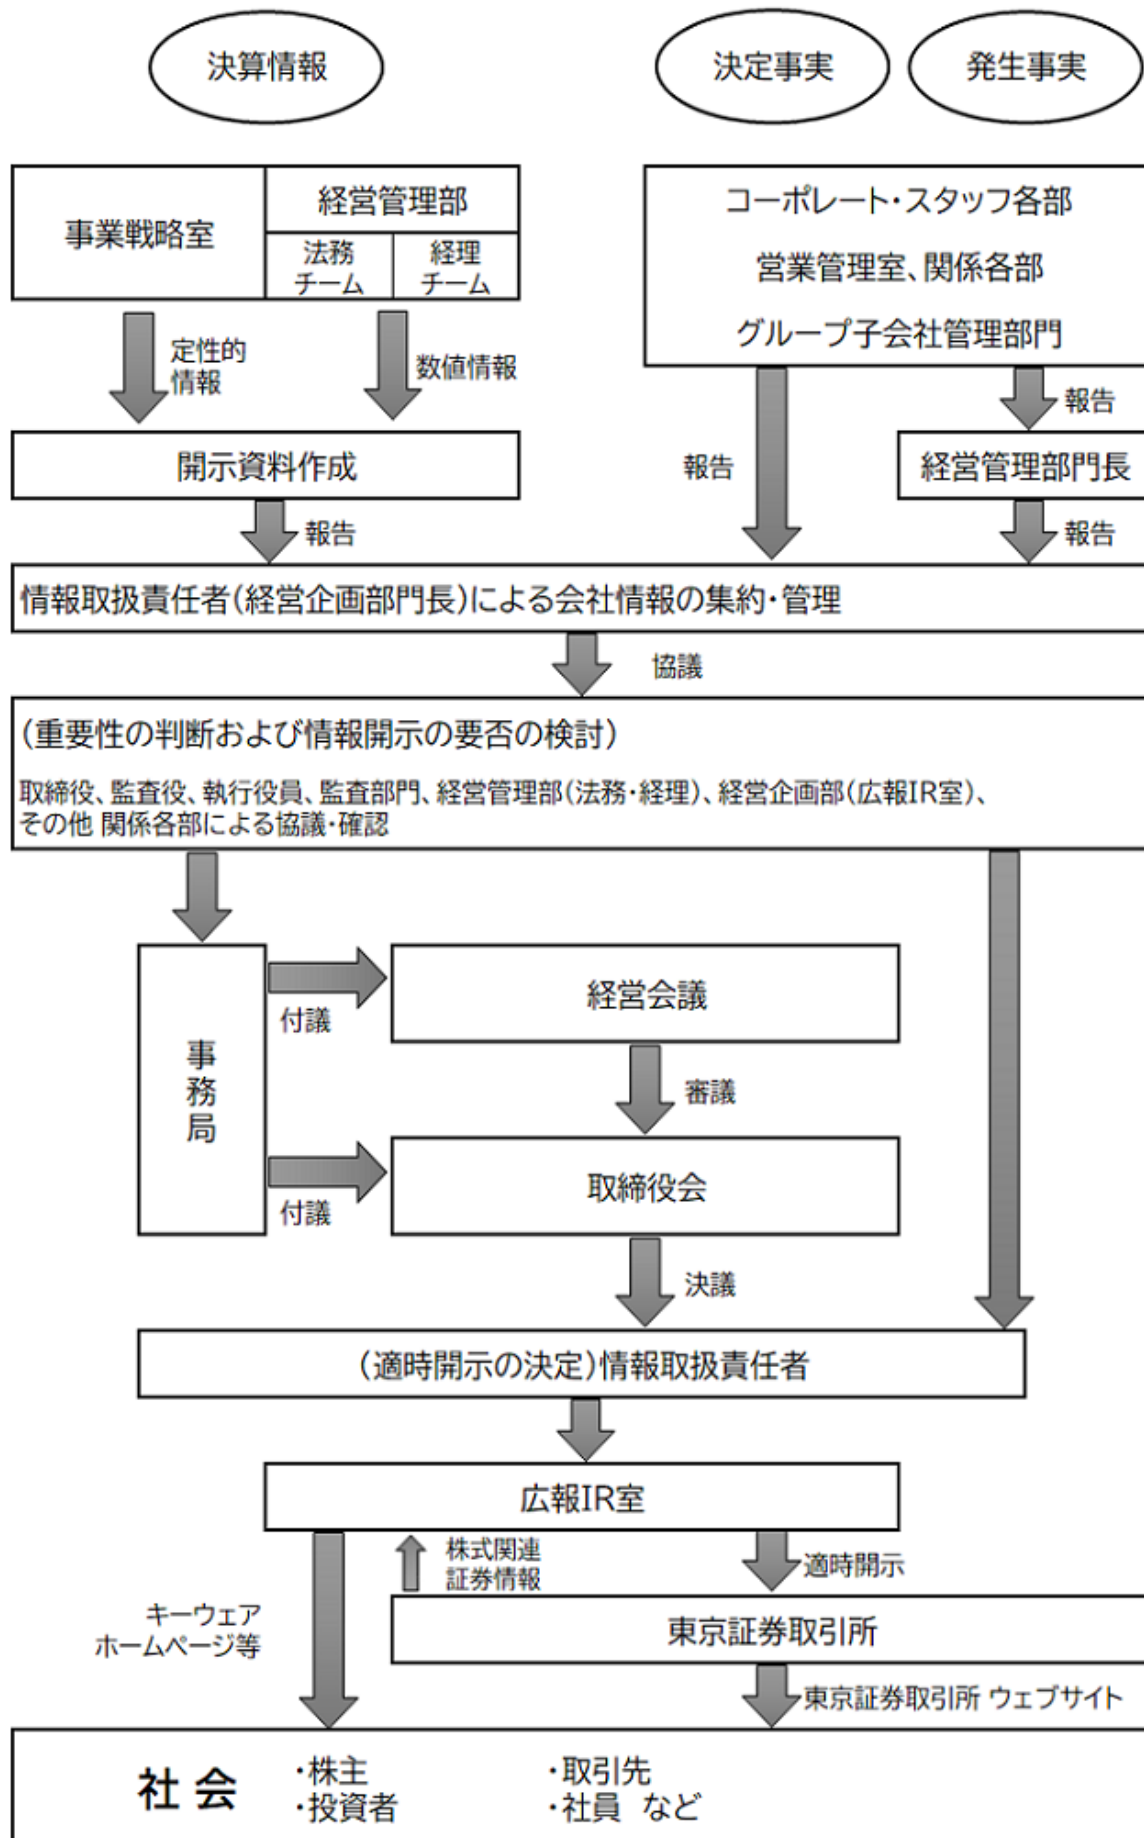 決算情報
決定事実
発生事実
事業戦略室
経営管理部
法務
チーム
経理
チーム
コーポレート・スタッフ各部
営業管理室、関係各部
グループ子会社管理部門
定性的
情報
数値情報
報告
報告
開示資料作成
経営管理部門長
報告
報告
情報取扱責任者(経営企画部門長)による会社情報の集約・管理
協議
(重要性の判断および情報開示の要否の検討)
取締役、監査役、執行役員、監査部門、経営管理部(法務・経理)、経営企画部(広報IR室)、
その他 関係各部による協議・確認
事務局
付議
経営会議
審議
付議
取締役会
決議
(適時開示の決定)情報取扱責任者
広報IR室
株式関連
証券情報
適時開示
キーウェア
ホームページ等
東京証券取引所
東京証券取引所 ウェブサイト
社 会
・株主
・取引先
・投資者
・社員 など